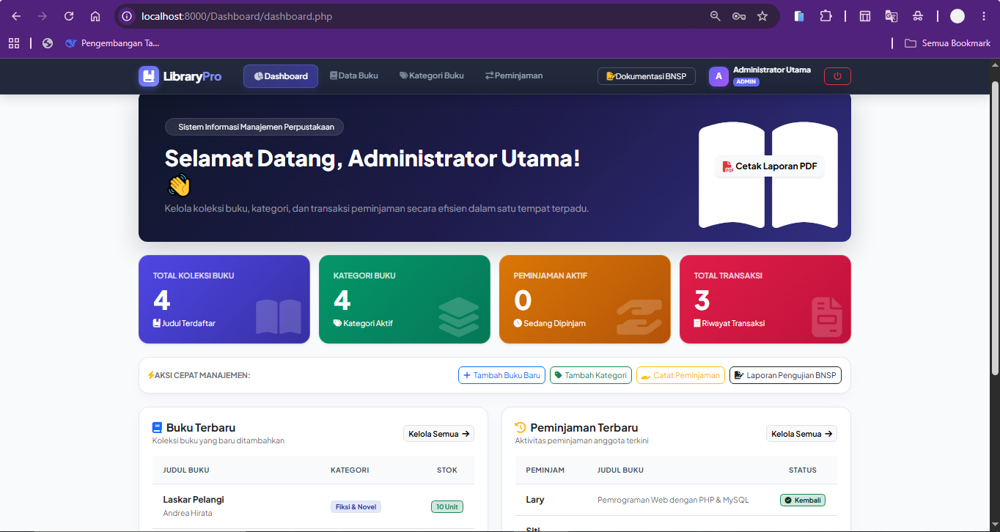 localhost:8000/Dashboard/dashboard.php
Pengembangan Ta...
Semua Bookmark
LibraryPro
Dashboard
Data Buku
Kategori Buku
Peminjaman
Dokumentasi BNSP
A
Administrator Utama
ADMIN
Sistem Informasi Manajemen Perpustakaan
Selamat Datang, Administrator Utama!
Kelola koleksi buku, kategori, dan transaksi peminjaman secara efisien dalam satu tempat terpadu.
PDF
Cetak Laporan PDF
TOTAL KOLEKSI BUKU
4
Judul Terdaftar
KATEGORI BUKU
4
Kategori Aktif
PEMINJAMAN AKTIF
0
Sedang Dipinjam
TOTAL TRANSAKSI
3
Riwayat Transaksi
AKSI CEPAT MANAJEMEN:
Tambah Buku Baru
Tambah Kategori
Catat Peminjaman
Laporan Pengujian BNSP
Buku Terbaru
Koleksi buku yang baru ditambahkan
Kelola Semua
JUDUL BUKU KATEGORI STOK
Laskar Pelangi
Andrea Hirata
Fiksi & Novel
10 Unit
Peminjaman Terbaru
Aktivitas peminjaman anggota terkini
Kelola Semua
PEMINJAM JUDUL BUKU STATUS
Lary Pemrograman Web dengan PHP & MySQL Kembali
Siti